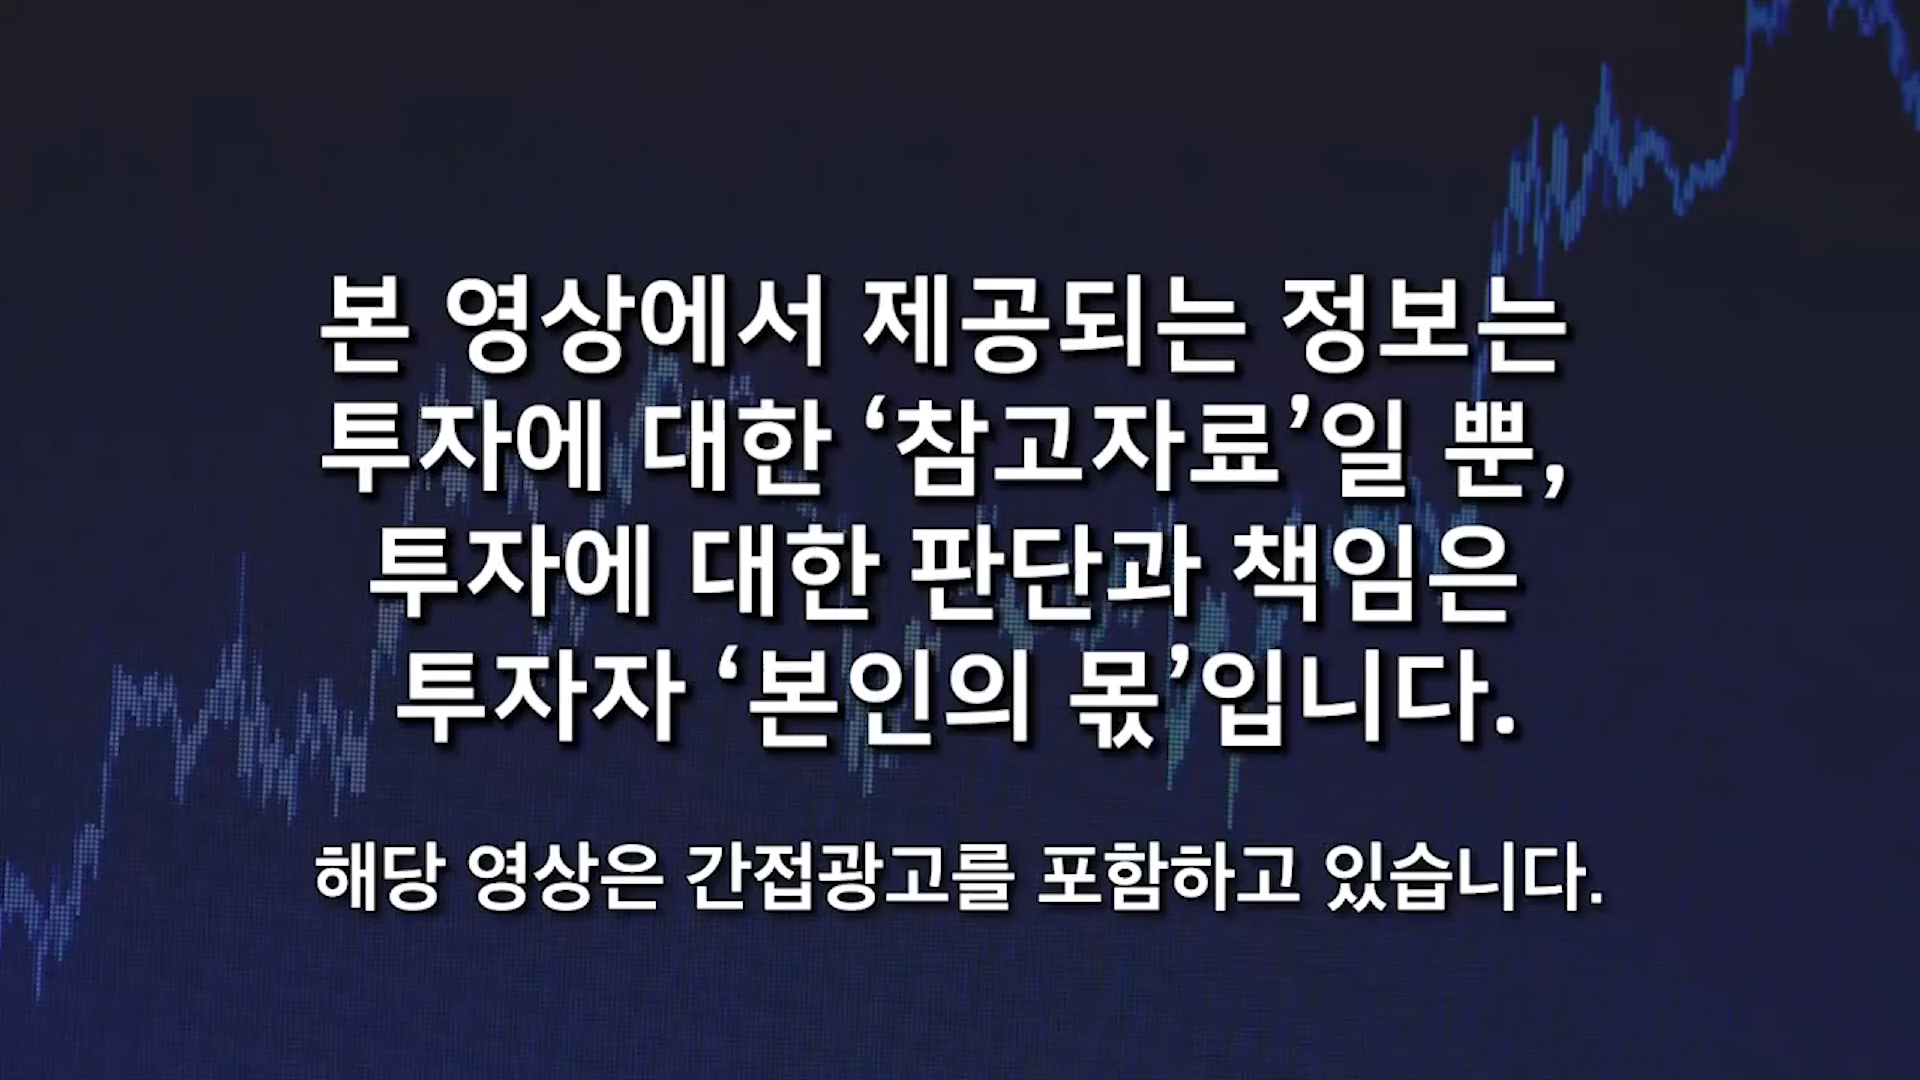 본 영상에서 제공되는 정보는
투자에 대한 ‘참고자료’일 뿐,
투자에 대한 판단과 책임은
투자자 ‘본인의 몫’입니다.
해당 영상은 간접광고를 포함하고 있습니다.